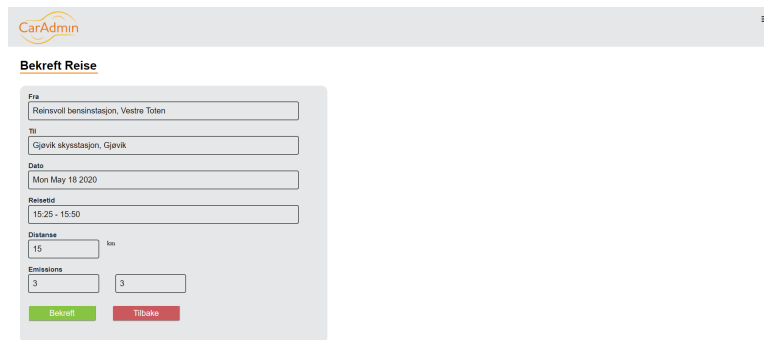 CarAdmin
Bekreft Reise
Fra
Reinsvoll bensinstasjon, Vestre Toten
Til
Gjøvik skysstasjon, Gjøvik
Dato
Mon May 18 2020
Reisetid
15:25 - 15:50
Distanse
15 km
Emissions
3 3
Bekreft Tilbake